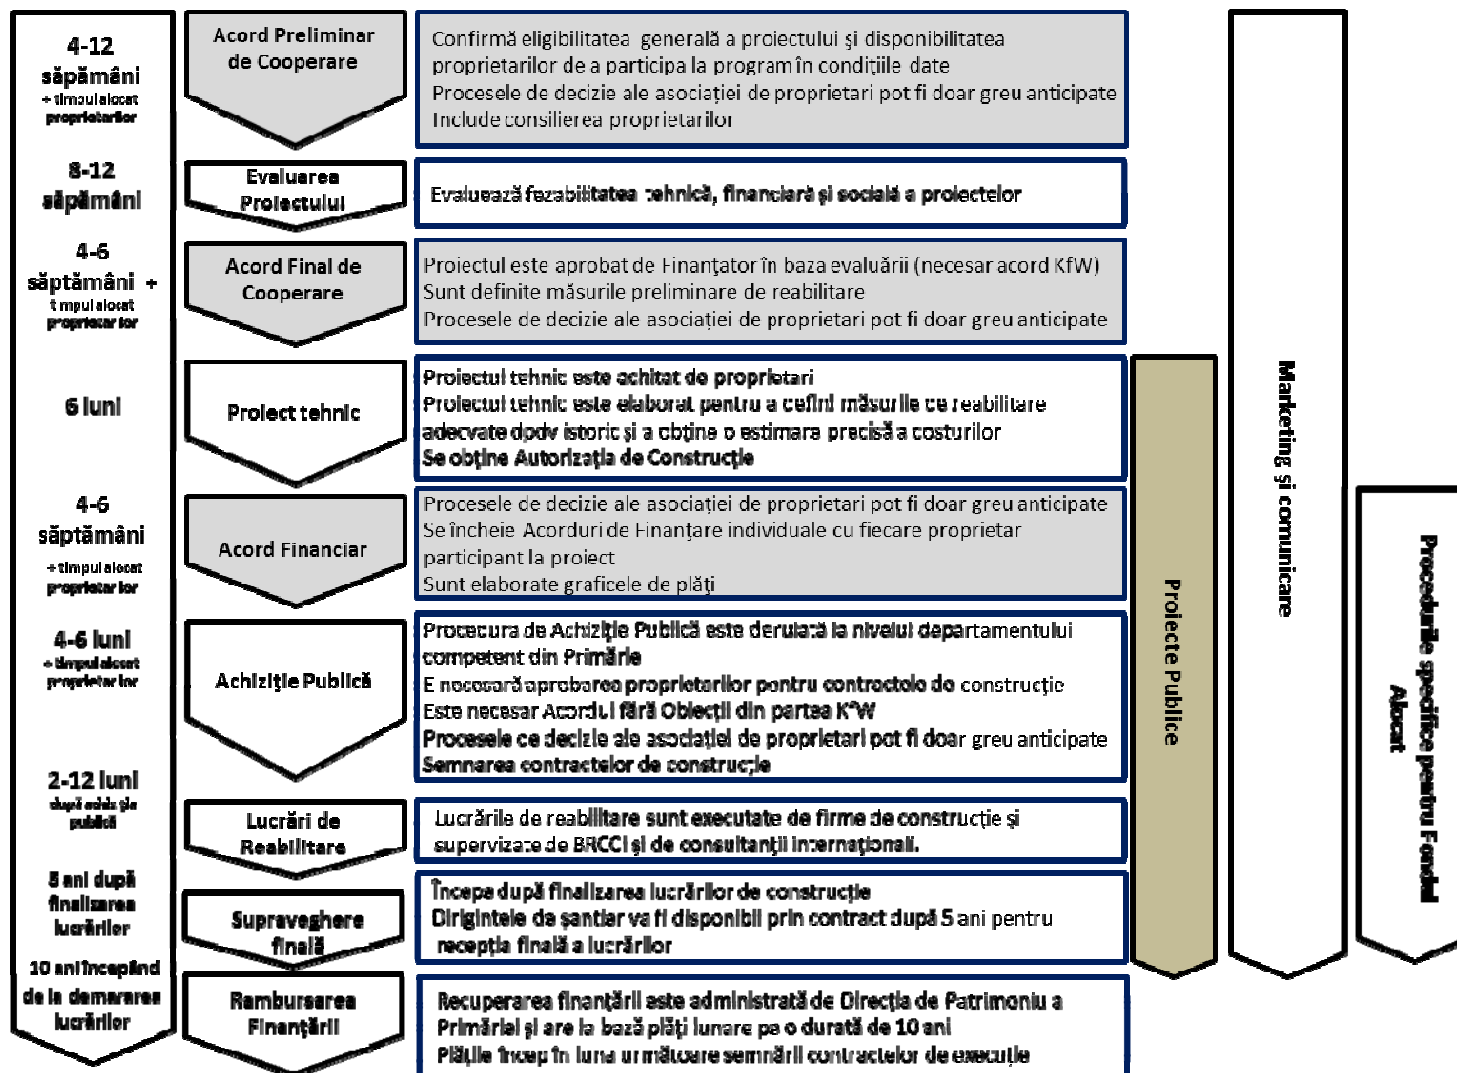 4-12
săpămâni
+ timpul alocat
proprietarilor
Acord Preliminar
de Cooperare
Confirmă eligibilitatea generală a proiectului și disponibilitatea
proprietarilor de a participa la program în condițiile date
Procesele de decizie ale asociației de proprietari pot fi doar greu anticipate
Include consilierea proprietarilor
8-12
săpămâni
Evaluarea
Proiectului
Evaluează fezabilitatea tehnică, financiară și socială a proiectelor
4-6
săptămâni +
timpul alocat
proprietarilor
Acord Final de
Cooperare
Proiectul este aprobat de Finanțator în baza evaluării (necesar acord KfW)
Sunt definite măsurile preliminare de reabilitare
Procesele de decizie ale asociației de proprietari pot fi doar greu anticipate
6 luni
Proiect tehnic
Proiectul tehnic este achitat de proprietari
Proiectul tehnic este elaborat pentru a defini măsurile de reabilitare
adecvate dpdv istoric și a obține o estimare precisă a costurilor
Se obține Autorizația de Construcție
4-6
săptămâni
+ timpul alocat
proprietarilor
Acord Financiar
Procesele de decizie ale asociației de proprietari pot fi doar greu anticipate
Se încheie Acorduri de Finanțare individuale cu fiecare proprietar
participant la proiect
Sunt elaborate graficele de plăți
4-6 luni
+ timpul alocat
proprietarilor
Achiziție Publică
Procedura de Achiziție Publică este derulată la nivelul departamentului
competent din Primărie
E necesară aprobarea proprietarilor pentru contractele de construcție
Este necesar Acordul fără Obiecții din partea KfW
Procesele de decizie ale asociației de proprietari pot fi doar greu anticipate
Semnarea contractelor de construcție
2-12 luni
după achiziția
publică
Lucrări de
Reabilitare
Lucrările de reabilitare sunt executate de firme de construcție și
supervizate de BRCCI și de consultanții internaționali.
5 ani după
finalizarea
lucrărilor
Supraveghere
finală
Începe după finalizarea lucrărilor de construcție
Dirigintele de șantier va fi disponibil prin contract după 5 ani pentru
recepția finală a lucrărilor
10 ani începând
de la demararea
lucrărilor
Rambursarea
Finanțării
Recuperarea finanțării este administrată de Direcția de Patrimoniu a
Primăriei și are la bază plăți lunare pe o durată de 10 ani
Plățile încep în luna următoare semnării contractelor de execuție
Proiecte Publice
Marketing și comunicare
Procedurile specifice pentru Fondul
Alocat